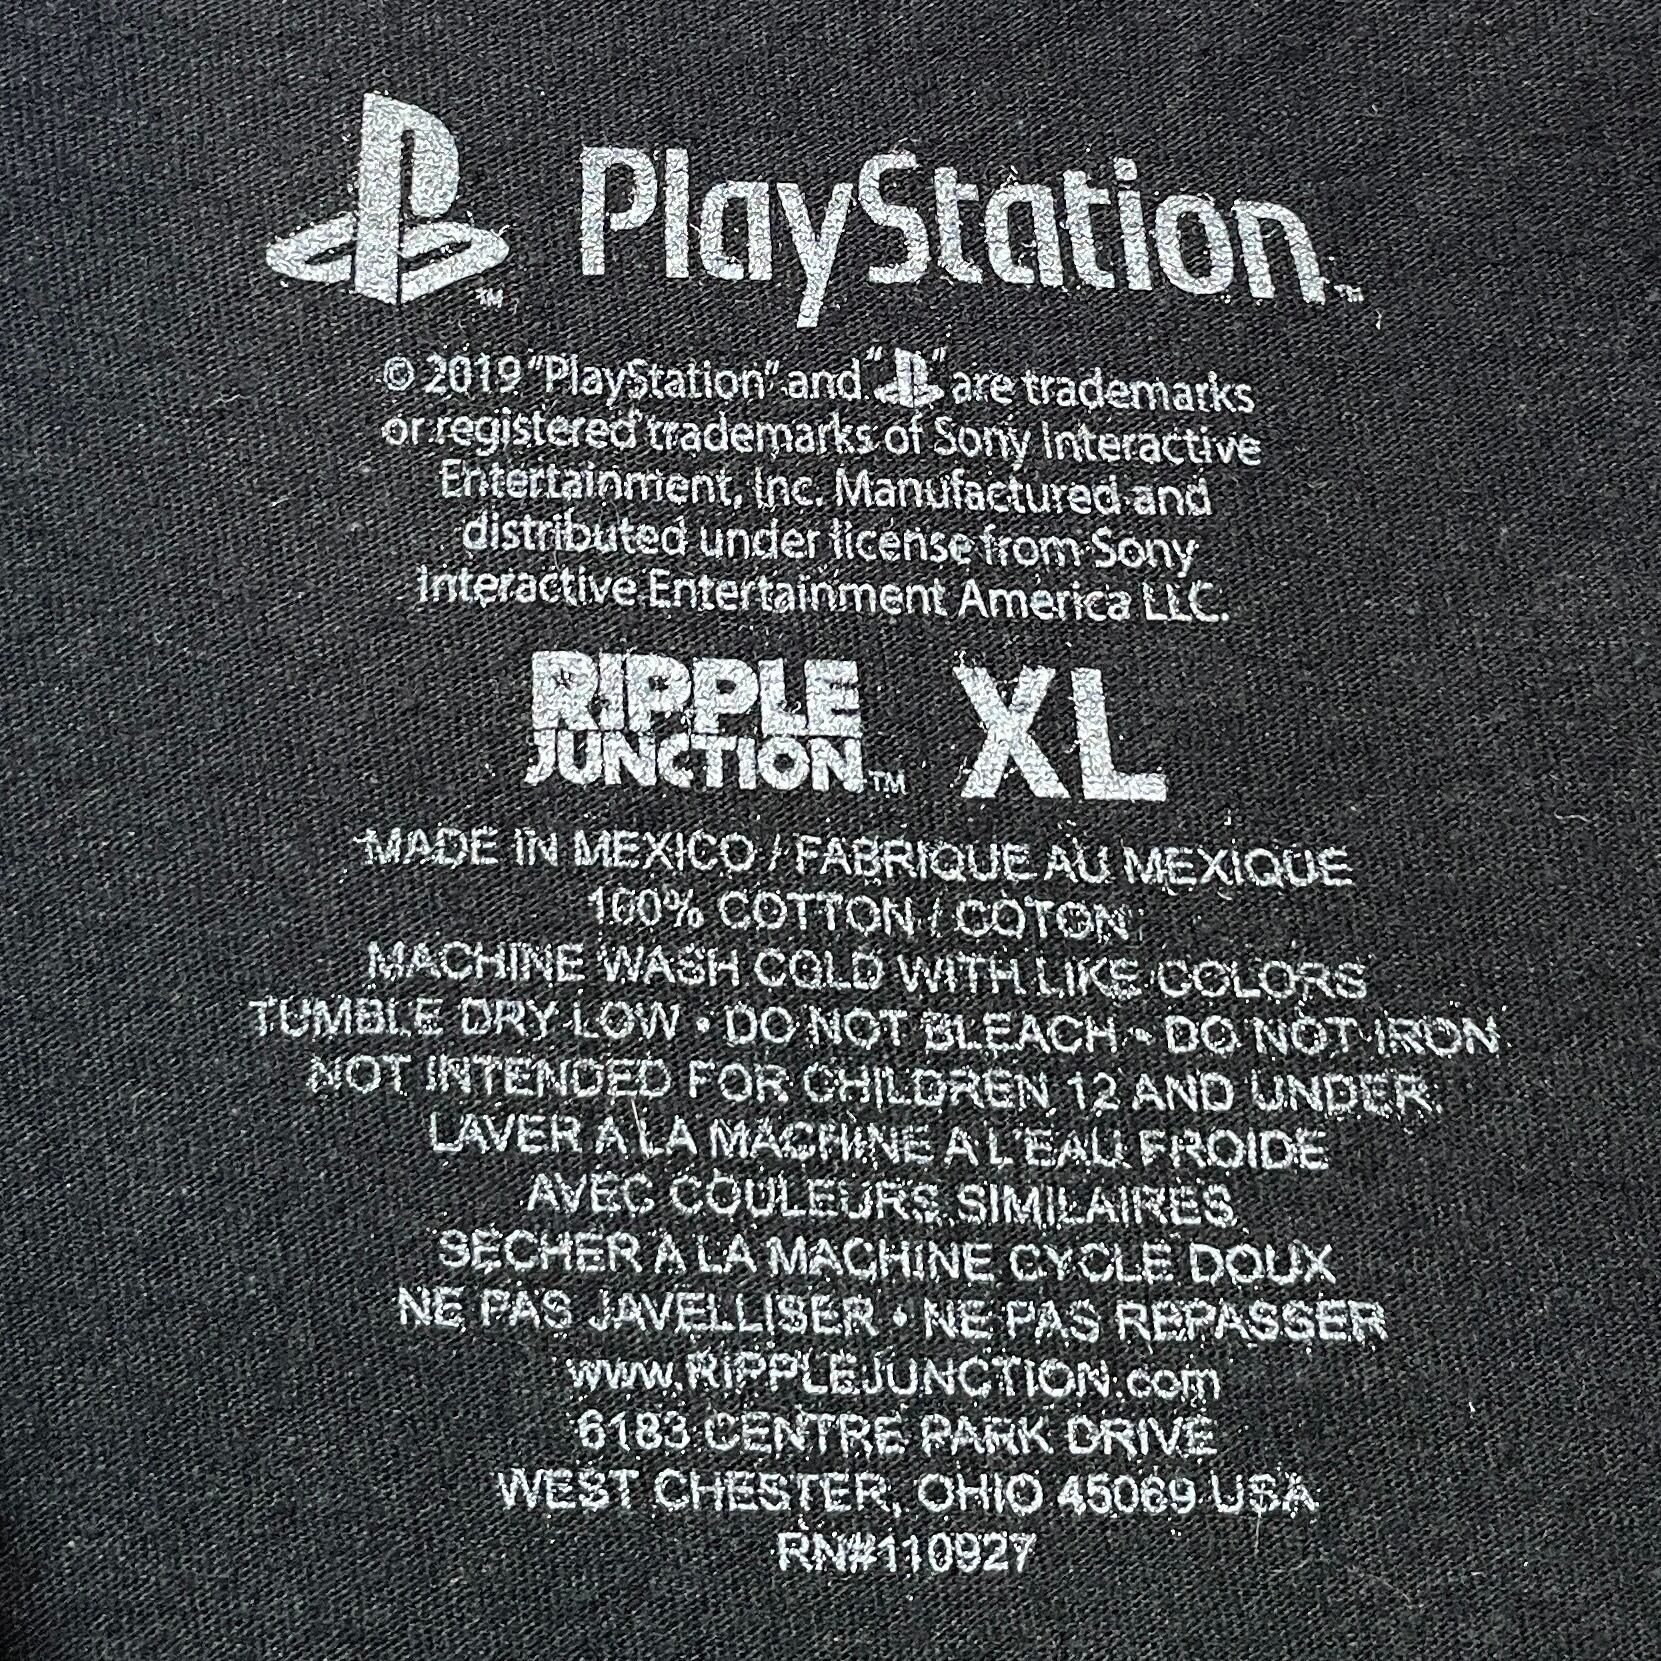 PlayStation™
© 2019 "PlayStation" and " " are trademarks
or registered trademarks of Sony Interactive
Entertainment, Inc. Manufactured and
distributed under license from Sony
Interactive Entertainment America LLC.
RIPPLE JUNCTION™ XL
MADE IN MEXICO / FABRIQUE AU MEXIQUE
100% COTTON / COTON
MACHINE WASH COLD WITH LIKE COLORS
TUMBLE DRY LOW • DO NOT BLEACH • DO NOT IRON
NOT INTENDED FOR CHILDREN 12 AND UNDER.
LAVER A LA MACHINE A L'EAU FROIDE
AVEC COULEURS SIMILAIRES
SECHER A LA MACHINE CYCLE DOUX
NE PAS JAVELLISER • NE PAS REPASSER
www.RIPPLEJUNCTION.com
6183 CENTRE PARK DRIVE
WEST CHESTER, OHIO 45069 USA
RN#110927